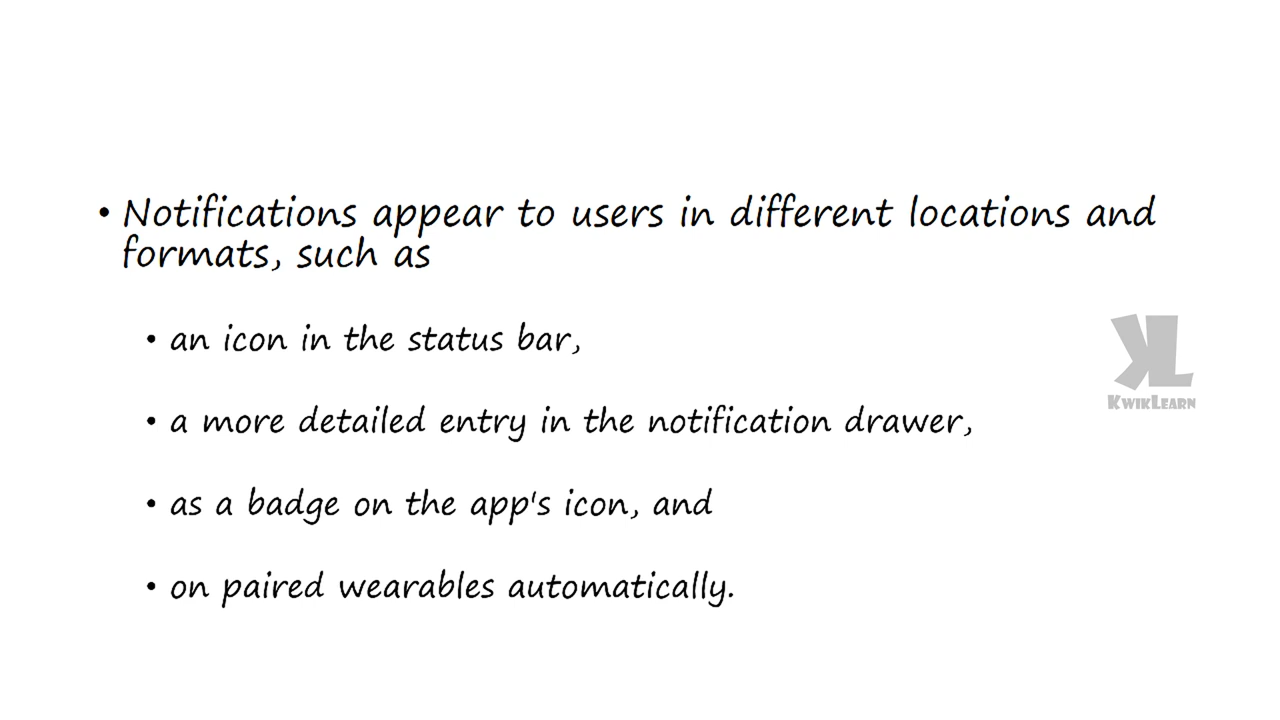 • Notifications appear to users in different locations and
formats, such as
• an icon in the status bar,
• a more detailed entry in the notification drawer,
• as a badge on the app's icon, and
• on paired wearables automatically.
KL
KWIKLEARN